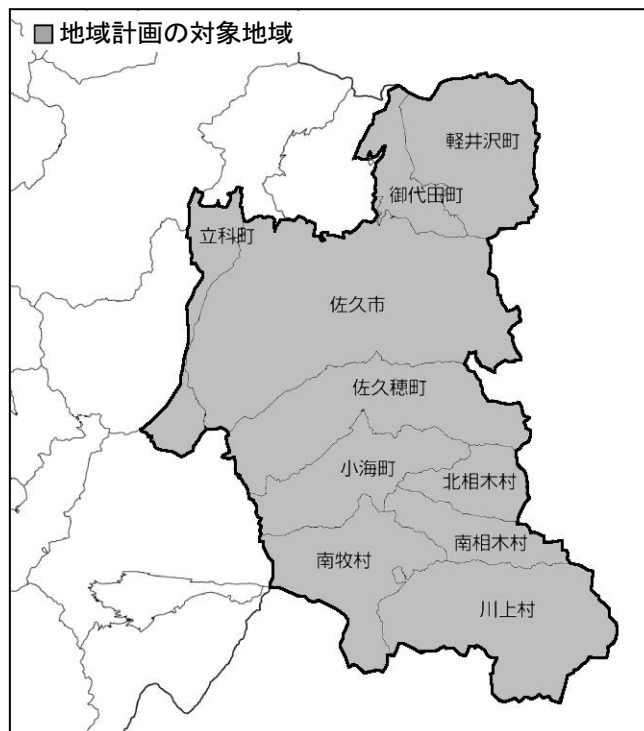 ■地域計画の対象地域
軽井沢町
御代田町
立科町
佐久市
佐久穂町
小海町
北相木村
南相木村
南牧村
川上村